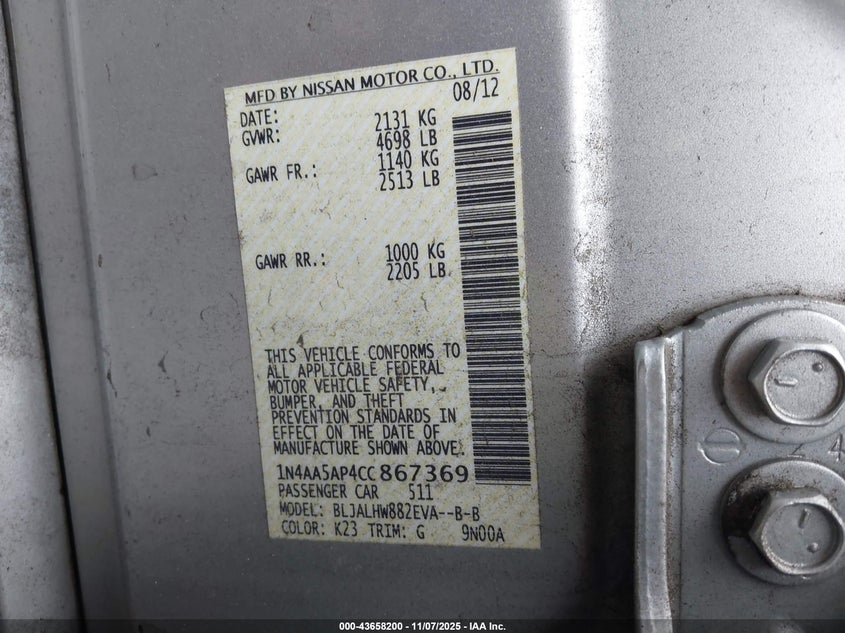 MFD BY NISSAN MOTOR CO., LTD.
DATE: 08/12
GVWR: 2131 KG
4698 LB
GAWR FR.: 1140 KG
2513 LB
GAWR RR.: 1000 KG
2205 LB
THIS VEHICLE CONFORMS TO
ALL APPLICABLE FEDERAL
MOTOR VEHICLE SAFETY,
BUMPER, AND THEFT
PREVENTION STANDARDS IN
EFFECT ON THE DATE OF
MANUFACTURE SHOWN ABOVE.
1N4AA5AP4CC867369
PASSENGER CAR 511
MODEL: BLJALHW882EVA--B-B
COLOR: K23 TRIM: G 9N00A
000-43658200 - 11/07/2025 - IAA Inc.